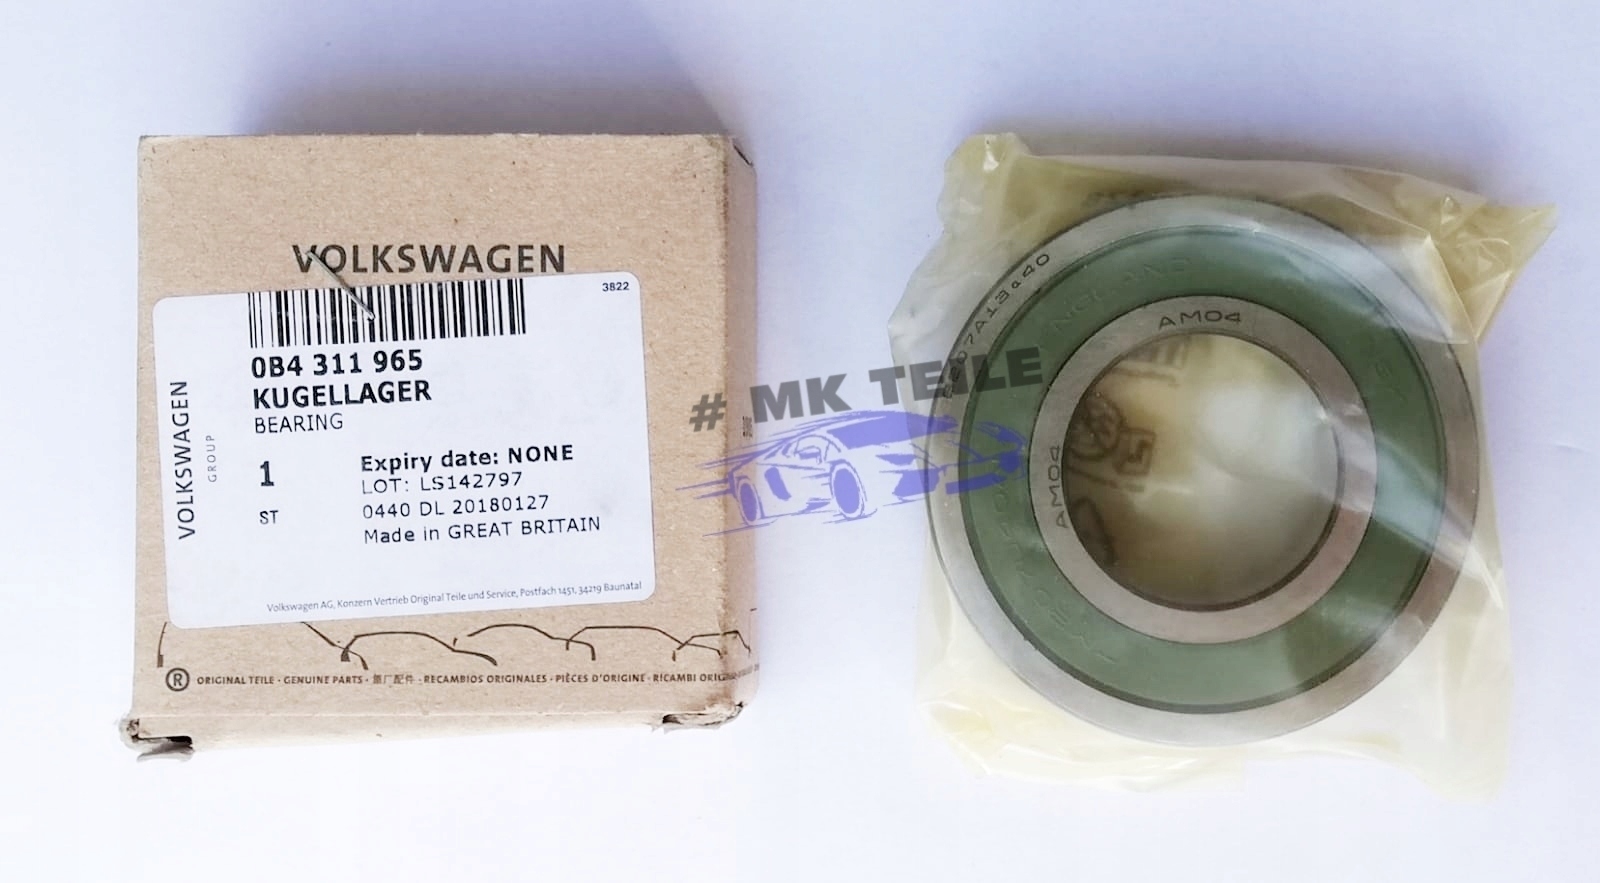 VOLKSWAGEN
3822
0B4 311 965
KUGELLAGER
BEARING
1
ST
Expiry date: NONE
LOT: LS142797
0440 DL 20180127
Made in GREAT BRITAIN
VOLKSWAGEN
GROUP
Volkswagen AG, Konzern Vertrieb Original Teile und Service, Postfach 1451, 34219 Baunatal
® ORIGINAL TEILE · GENUINE PARTS · 原厂配件 · RECAMBIOS ORIGINALES · PIÈCES D'ORIGINE · RICAMBI
# MK TEILE
AM04
AM04